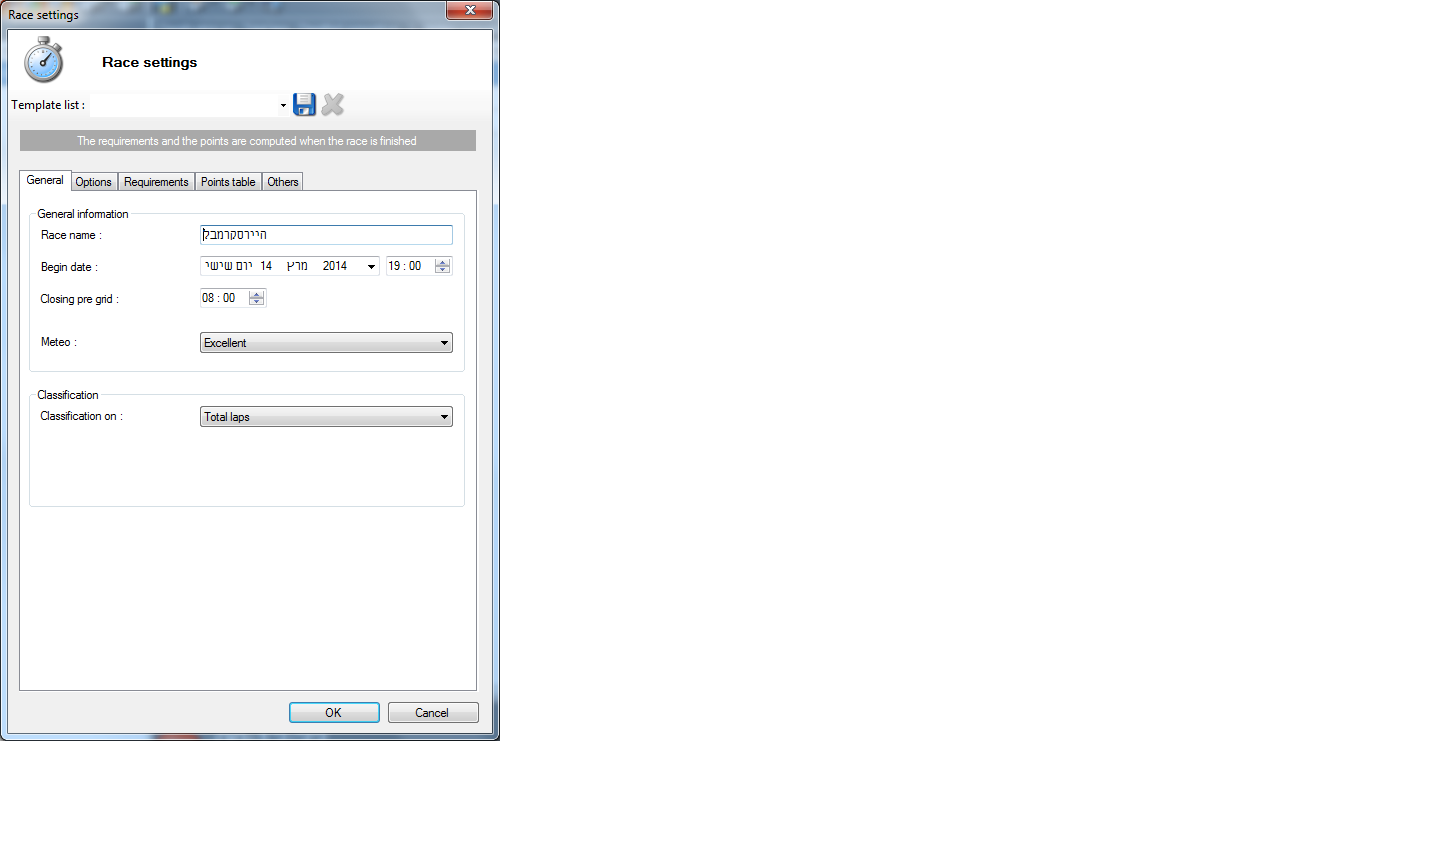 Race settings
Race settings
Template list :
The requirements and the points are computed when the race is finished
General Options Requirements Points table Others
General information
Race name : היירסקרמבל
Begin date : יום שישי 14 מרץ 2014 19 : 00
Closing pre grid : 08 : 00
Meteo : Excellent
Classification
Classification on : Total laps
OK Cancel